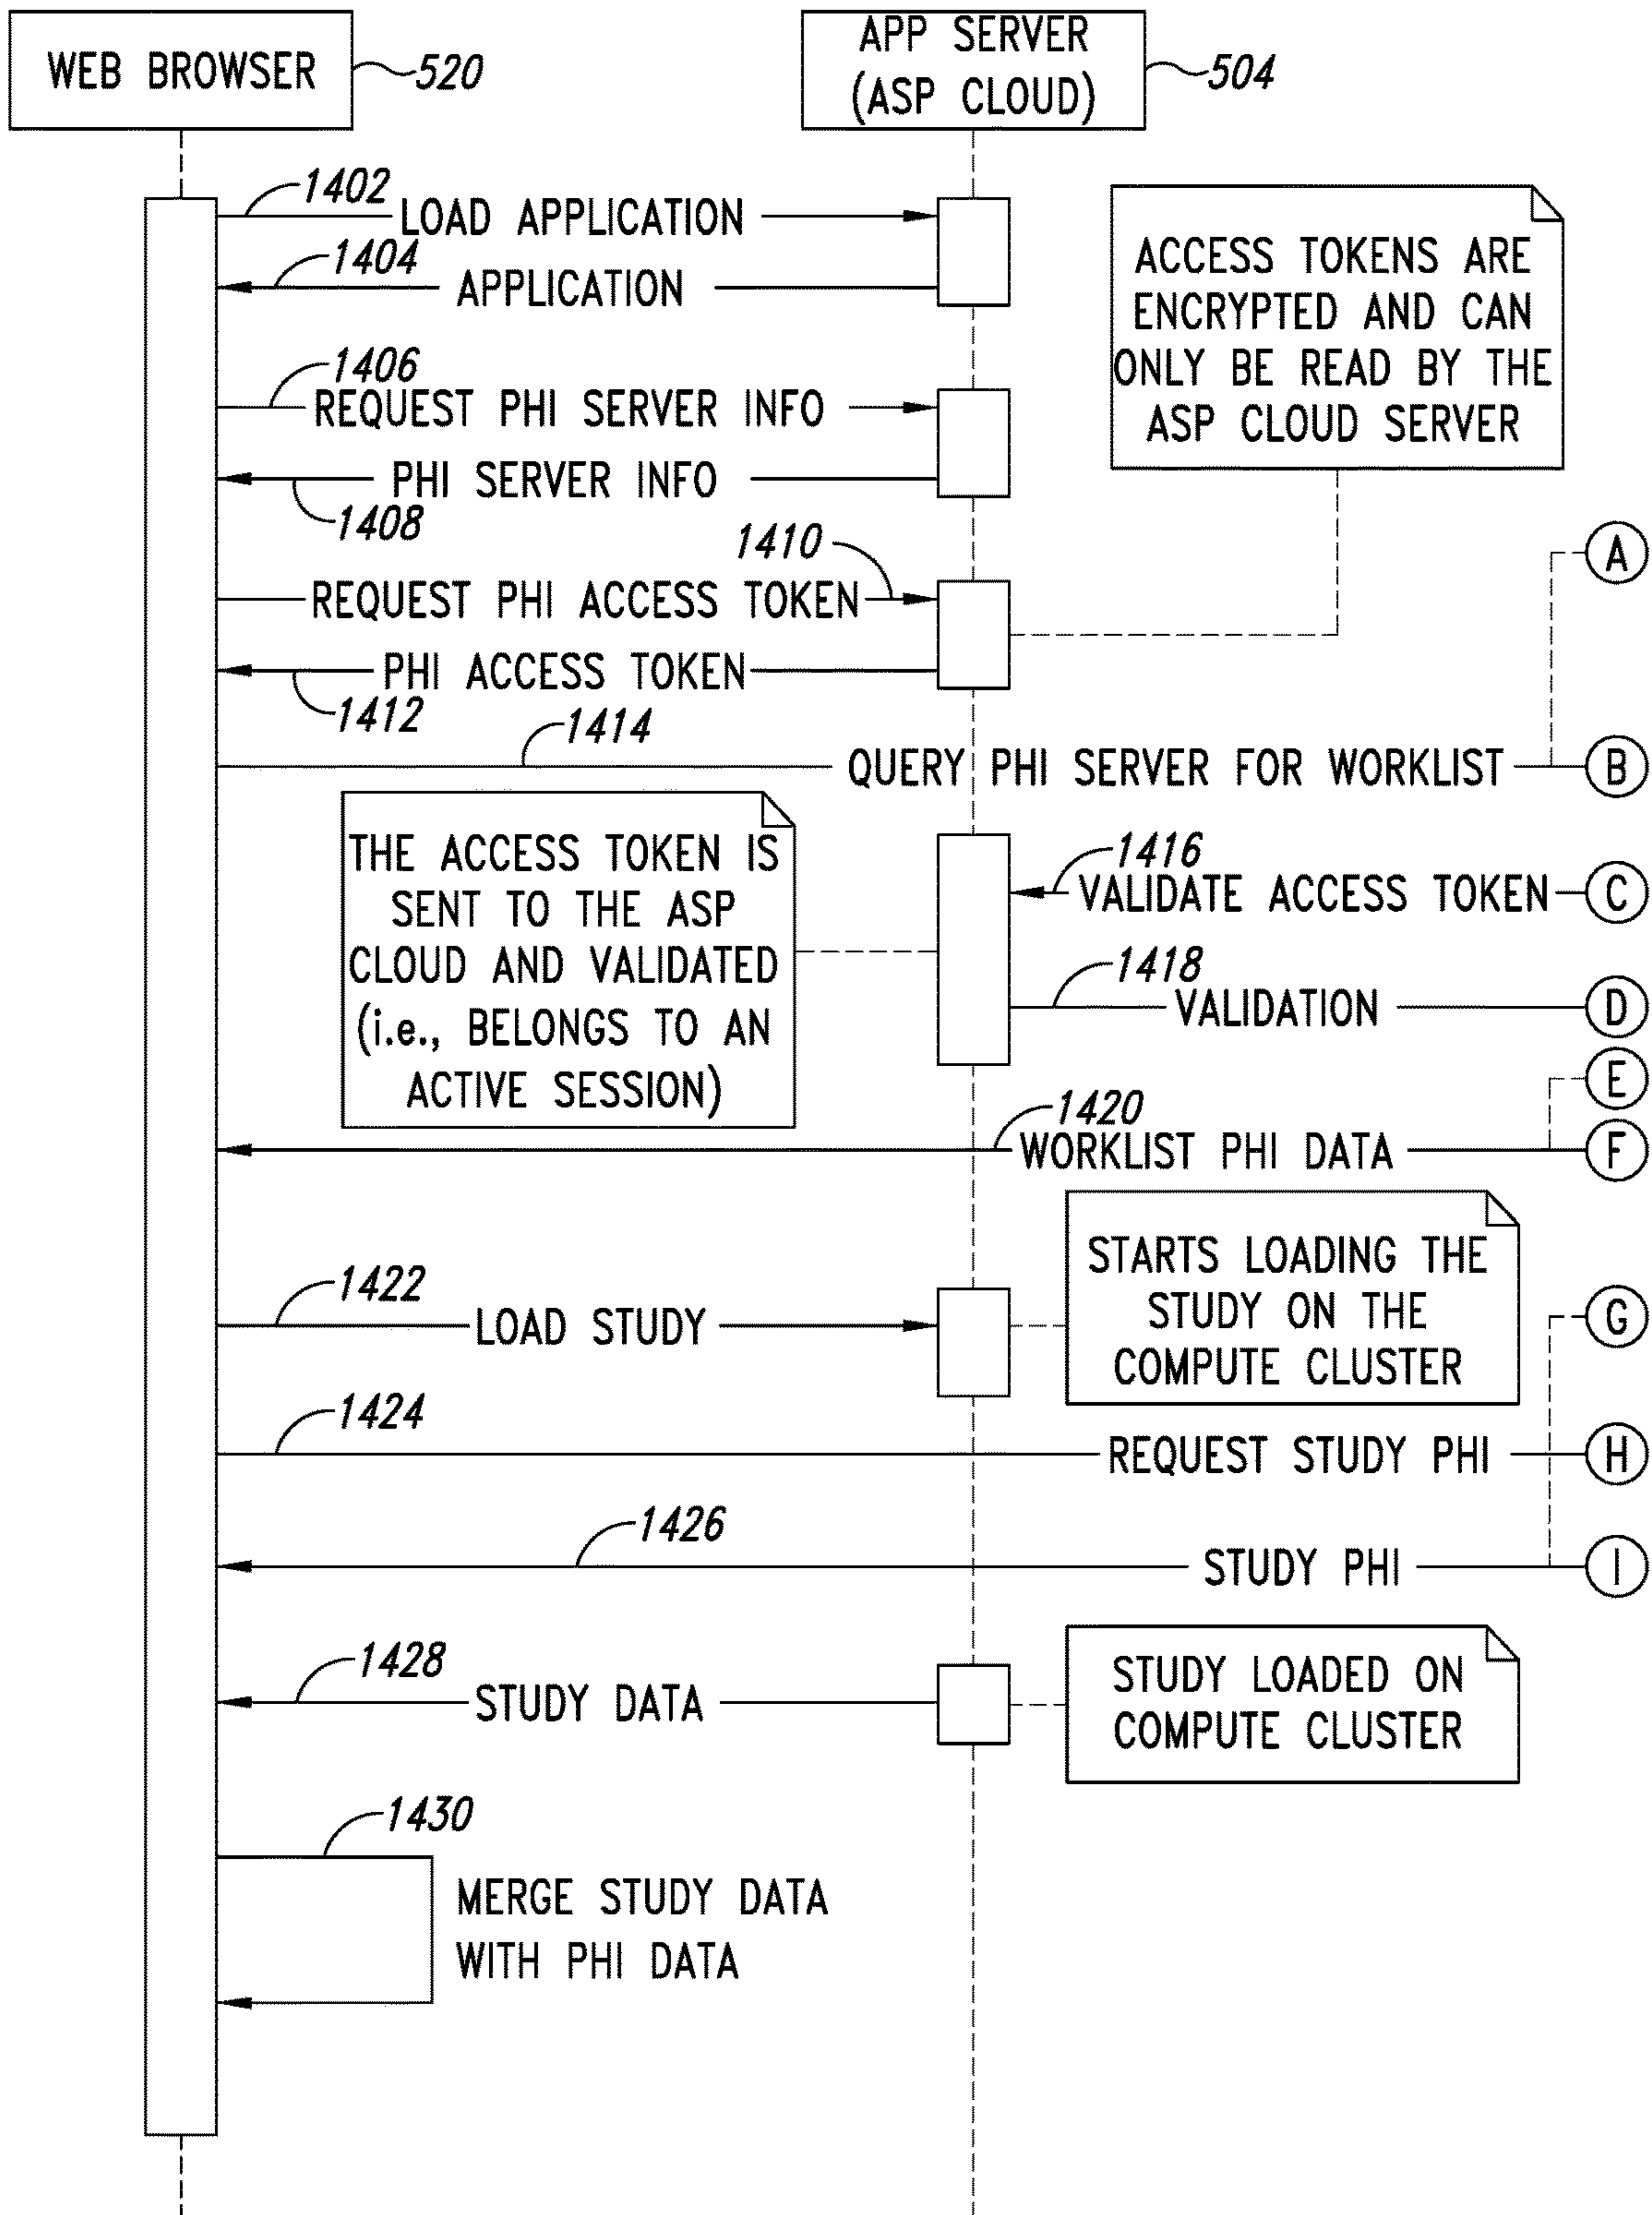 WEB BROWSER
520
APP SERVER
(ASP CLOUD)
504
1402
LOAD APPLICATION
1404
APPLICATION
ACCESS TOKENS ARE
ENCRYPTED AND CAN
ONLY BE READ BY THE
ASP CLOUD SERVER
1406
REQUEST PHI SERVER INFO
PHI SERVER INFO
1408
1410
A
REQUEST PHI ACCESS TOKEN
PHI ACCESS TOKEN
1412
1414
QUERY PHI SERVER FOR WORKLIST
B
THE ACCESS TOKEN IS
SENT TO THE ASP
CLOUD AND VALIDATED
(i.e., BELONGS TO AN
ACTIVE SESSION)
1416
VALIDATE ACCESS TOKEN
C
1418
VALIDATION
D
E
1420
WORKLIST PHI DATA
F
STARTS LOADING THE
STUDY ON THE
COMPUTE CLUSTER
1422
LOAD STUDY
G
1424
REQUEST STUDY PHI
H
1426
STUDY PHI
I
1428
STUDY DATA
STUDY LOADED ON
COMPUTE CLUSTER
1430
MERGE STUDY DATA
WITH PHI DATA